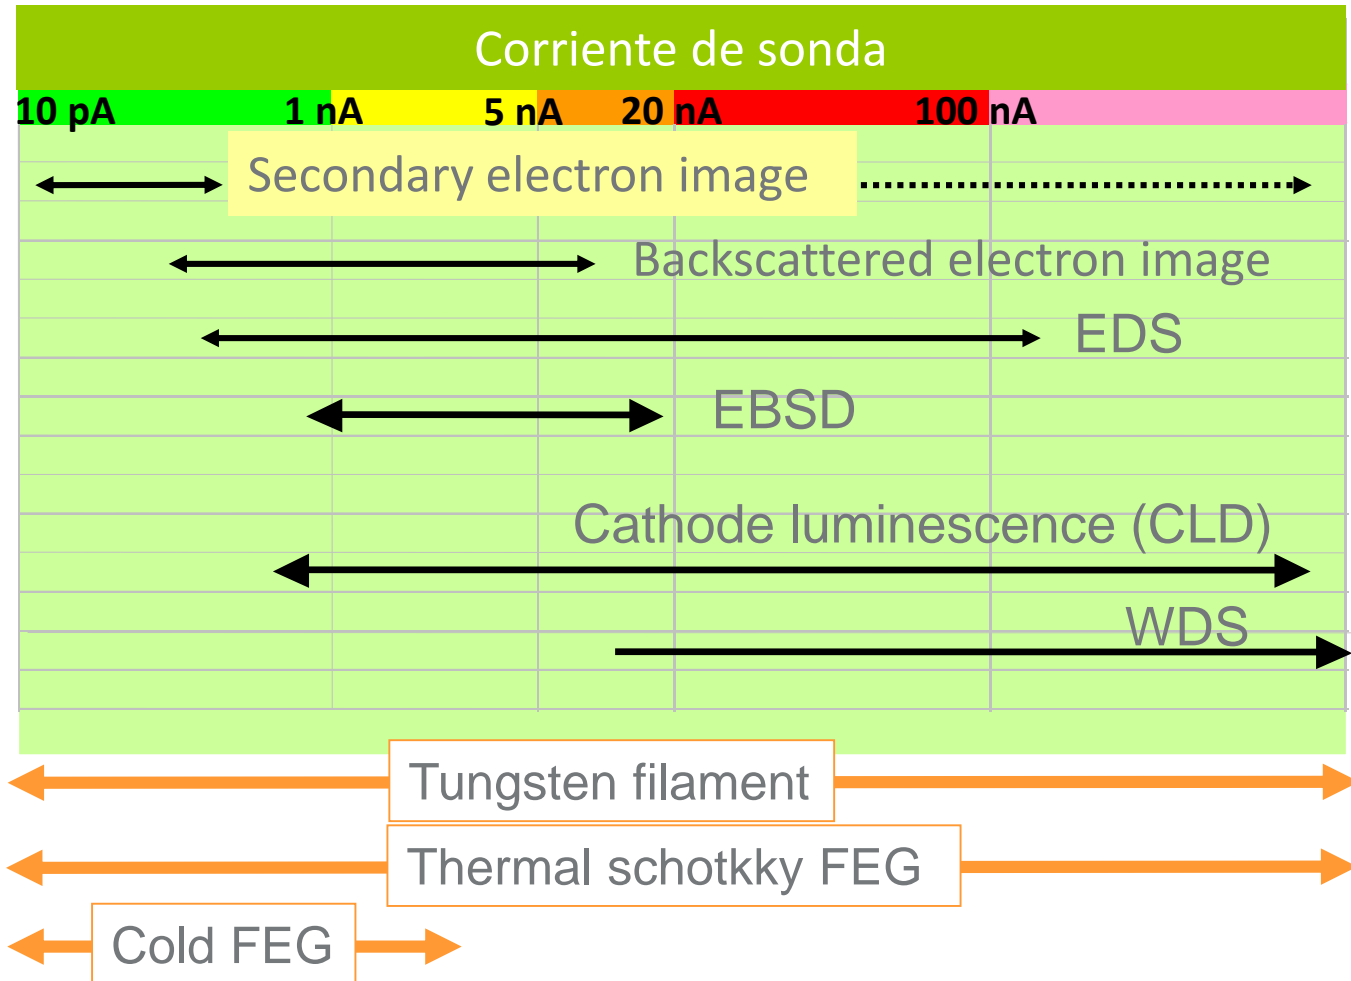 Corriente de sonda
10 pA 1 nA 5 nA 20 nA 100 nA
Secondary electron image
Backscattered electron image
EDS
EBSD
Cathode luminescence (CLD)
WDS
Tungsten filament
Thermal schotkky FEG
Cold FEG